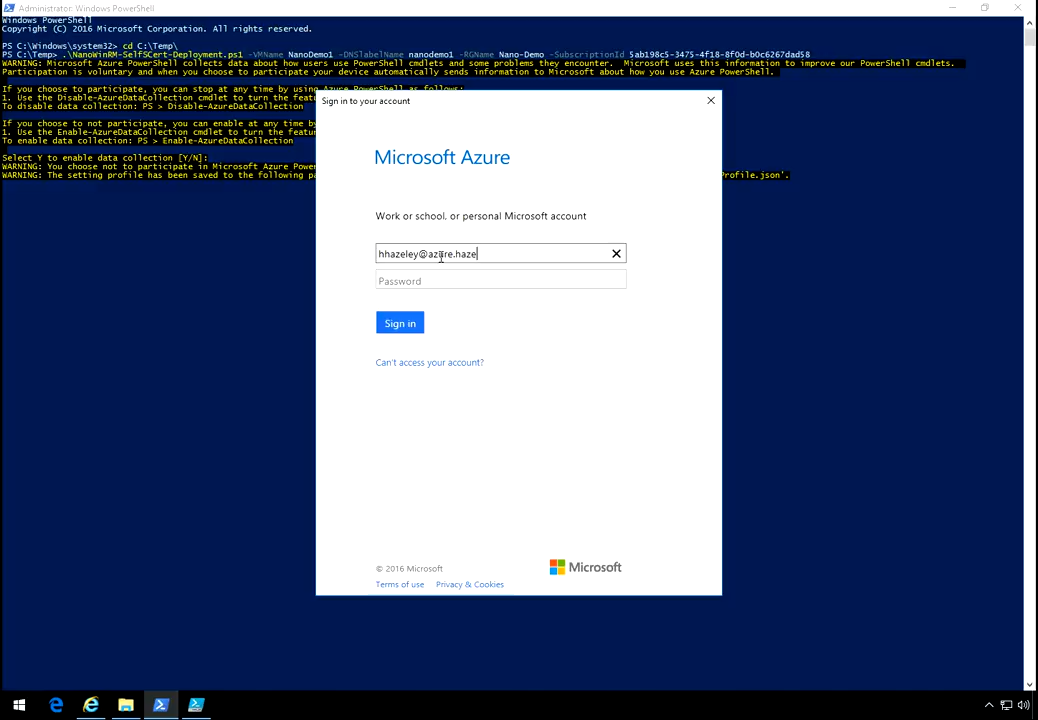 Administrator: Windows PowerShell
Windows PowerShell
Copyright (C) 2016 Microsoft Corporation. All rights reserved.
PS C:\Windows\system32> cd C:\Temp\
PS C:\Temp> .\NanoWinRM-SelfSCert-Deployment.ps1 -VMName NanoDemo1 -DNSlabelName nanodemo1 -RGName Nano-Demo -SubscriptionId 5ab198c5-3475-4f18-8f0d-b0c6267dad58
WARNING: Microsoft Azure PowerShell collects data about how users use PowerShell cmdlets and some problems they encounter.  Microsoft uses this information to improve our PowerShell cmdlets.
Participation is voluntary and when you choose to participate your device automatically sends information to Microsoft about how you use Azure PowerShell.
If you choose to participate, you can stop at any time by using Azure PowerShell as follows:
1. Use the Disable-AzureDataCollection cmdlet to turn the featur
To disable data collection: PS > Disable-AzureDataCollection
If you choose to not participate, you can enable at any time by
1. Use the Enable-AzureDataCollection cmdlet to turn the featur
To enable data collection: PS > Enable-AzureDataCollection
Select Y to enable data collection [Y/N]:
WARNING: You choose not to participate in Microsoft Azure Power
WARNING: The setting profile has been saved to the following pa
Profile.json'.
Sign in to your account
Microsoft Azure
Work or school, or personal Microsoft account
hhazeley@azure.haze
Password
Sign in
Can't access your account?
© 2016 Microsoft
Microsoft
Terms of use Privacy & Cookies